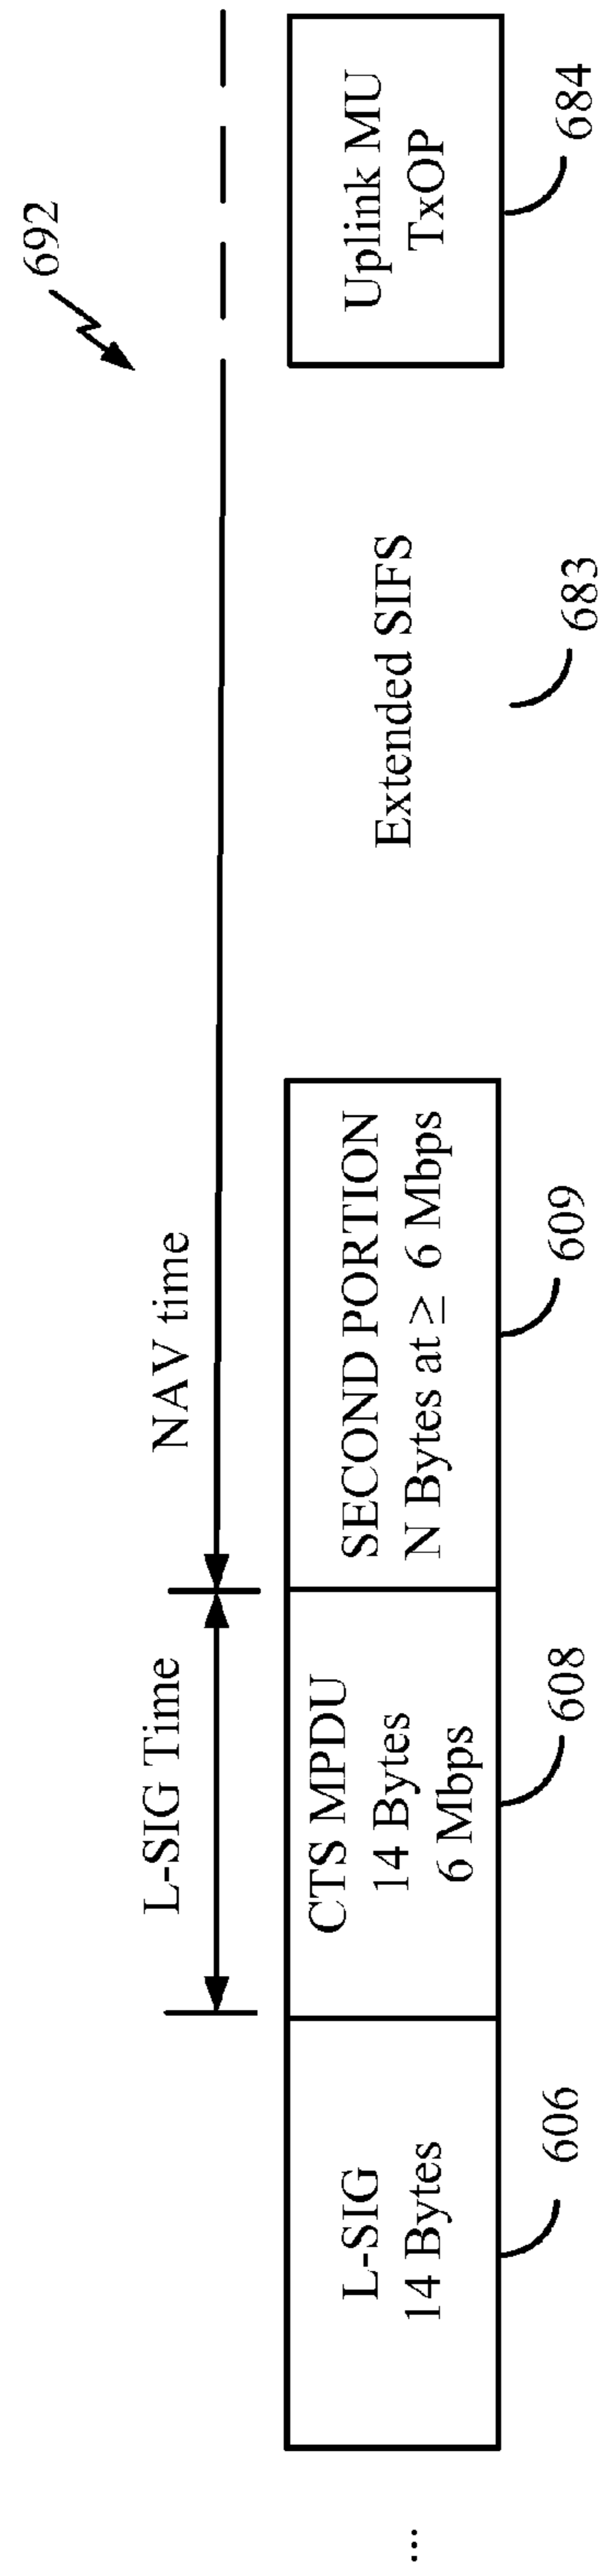 692
L-SIG Time
NAV time
...
L-SIG
14 Bytes
CTS MPDU
14 Bytes
6 Mbps
SECOND PORTION
N Bytes at ≥ 6 Mbps
Extended SIFS
Uplink MU
TxOP
606
608
609
683
684